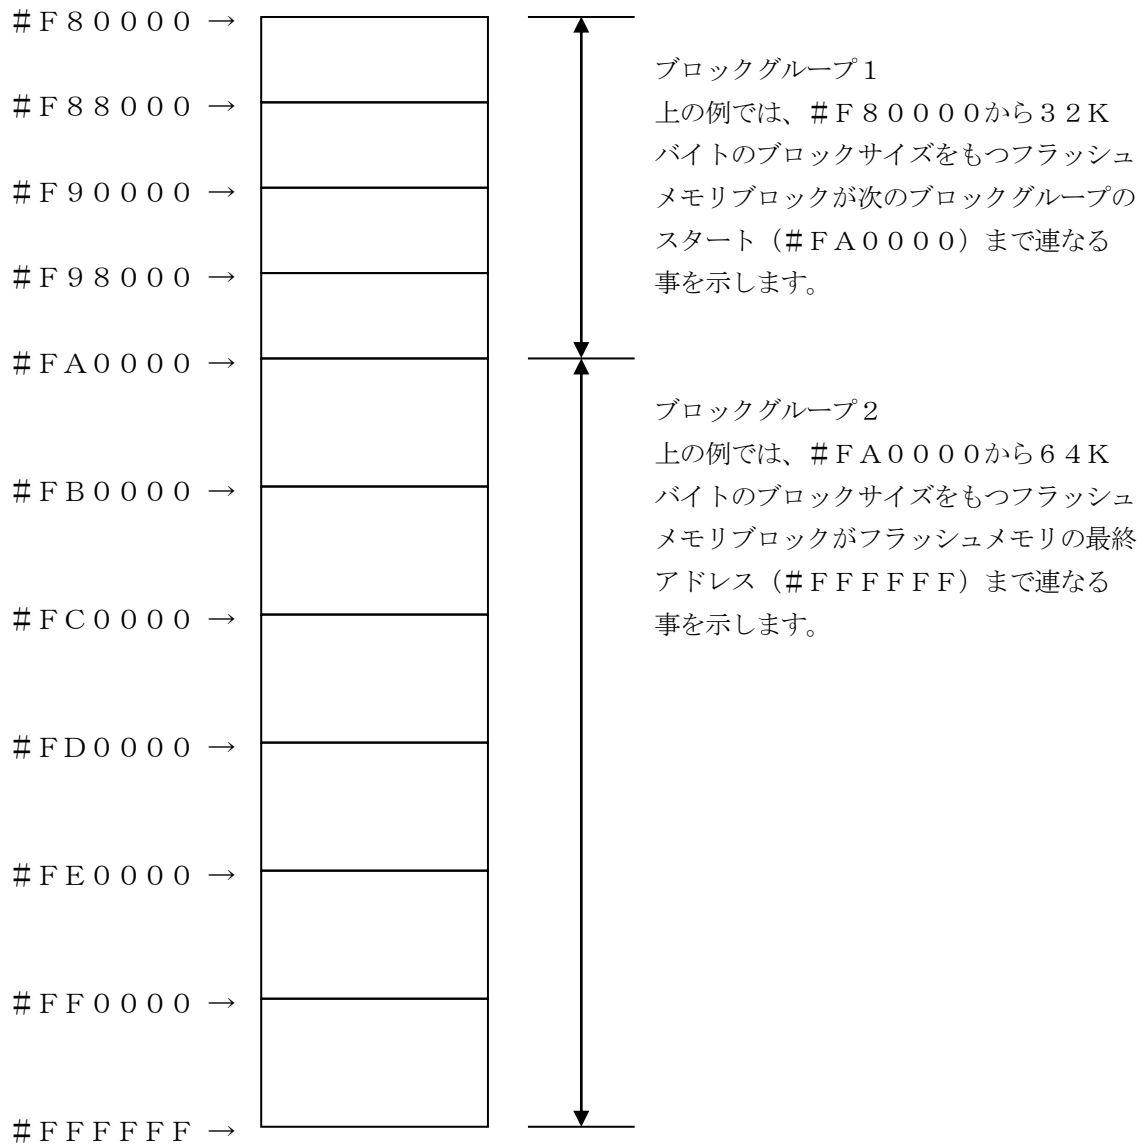 ＃Ｆ８００００ →
ブロックグループ１
＃Ｆ８８０００ →
上の例では、＃Ｆ８００００から３２Ｋ
バイトのブロックサイズをもつフラッシュ
＃Ｆ９００００ →
メモリブロックが次のブロックグループの
スタート（＃ＦＡ００００）まで連なる
＃Ｆ９８０００ →
事を示します。
＃ＦＡ００００ →
ブロックグループ２
上の例では、＃ＦＡ００００から６４Ｋ
＃ＦＢ００００ →
バイトのブロックサイズをもつフラッシュ
メモリブロックがフラッシュメモリの最終
アドレス（＃ＦＦＦＦＦＦ）まで連なる
＃ＦＣ００００ →
事を示します。
＃ＦＤ００００ →
＃ＦＥ００００ →
＃ＦＦ００００ →
＃ＦＦＦＦＦＦ →